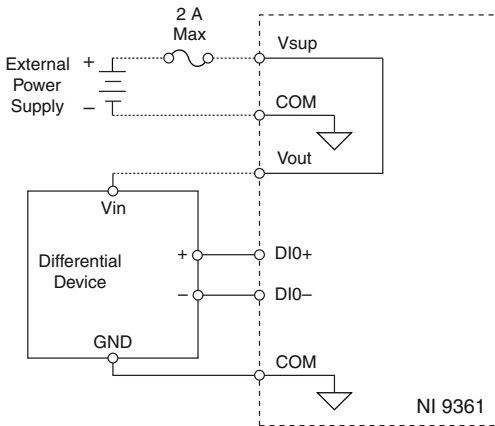 2 A
Max
Vsup
+
External
Power
Supply
–
COM
Vout
Vin
Differential
Device
+
DI0+
–
DI0–
GND
COM
NI 9361